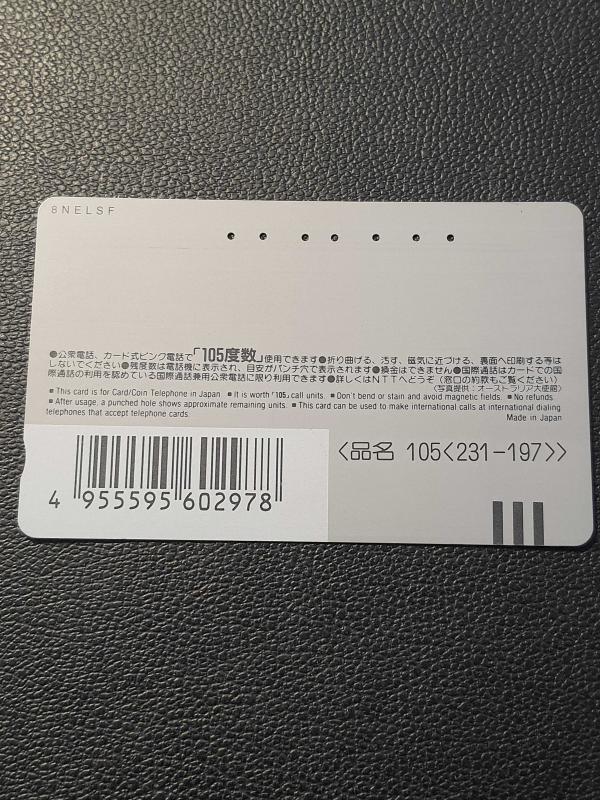 8NELSF
●公衆電話、カード式ピンク電話で「105度数」使用できます●折り曲げる、汚す、磁気に近づける、裏面へ印刷する等は
しないでください●残度数は電話機に表示され、目安がパンチ穴で表示されます●換金はできません●国際通話はカードでの国
際通話の利用を認めている国際通話兼用公衆電話に限り利用できます●詳しくはNTTへどうぞ（窓口の約款もご覧ください）
（写真提供：オーストラリア大使館）
■ This card is for Card/Coin Telephone in Japan. ■ It is worth「105」call units. ■ Don't bend or stain and avoid magnetic fields. ■ No refunds.
■ After usage, a punched hole shows approximate remaining units. ■ This card can be used to make international calls at international dialing
telephones that accept telephone cards.
Made in Japan
〈品名 105<231-197>〉
4 955595 602978